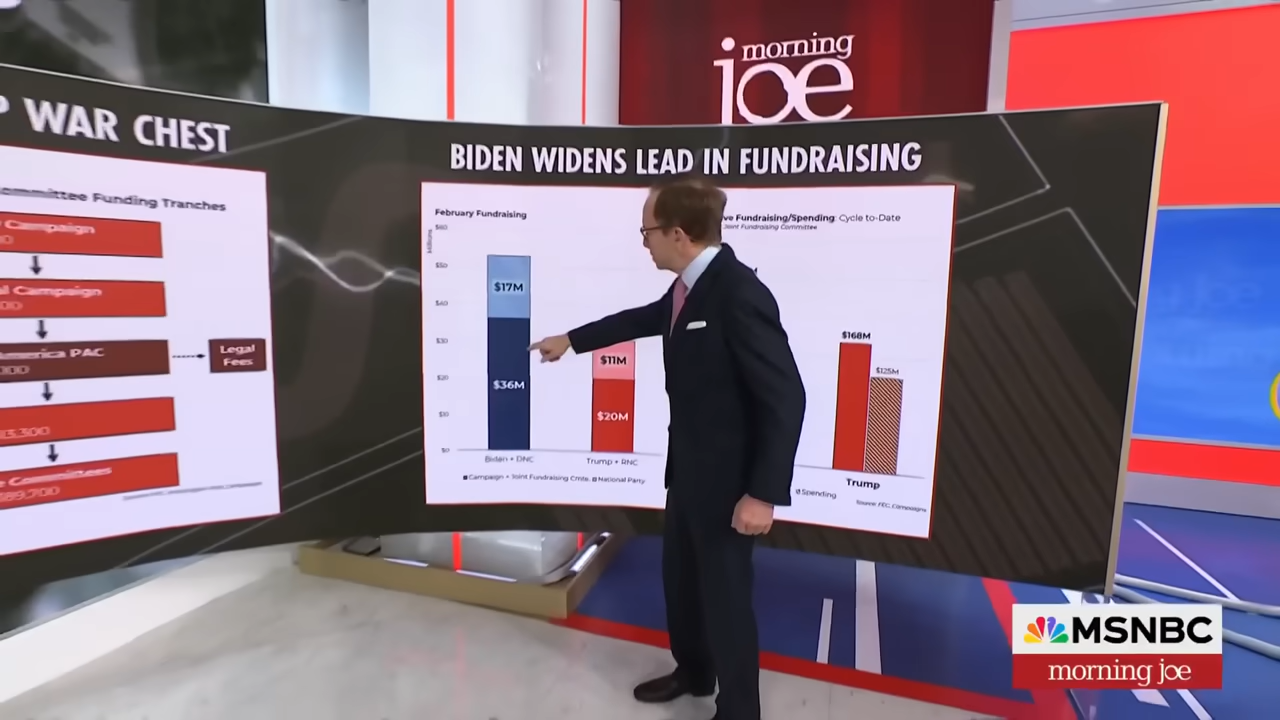 morning
joe
WAR CHEST
Committee Funding Tranches
Campaign
Campaign
America PAC
Legal
Fees
Committees
BIDEN WIDENS LEAD IN FUNDRAISING
February Fundraising
Millions
$60
$50
$40
$30
$20
$10
$0
$17M
$36M
$11M
$20M
Biden + DNC
Trump + RNC
Campaign + Joint Fundraising Cmte.
National Party
Fundraising/Spending: Cycle to-Date
Joint Fundraising Committee
$168M
$125M
Trump
Spending
Source: FEC, Campaigns
MSNBC
morning joe